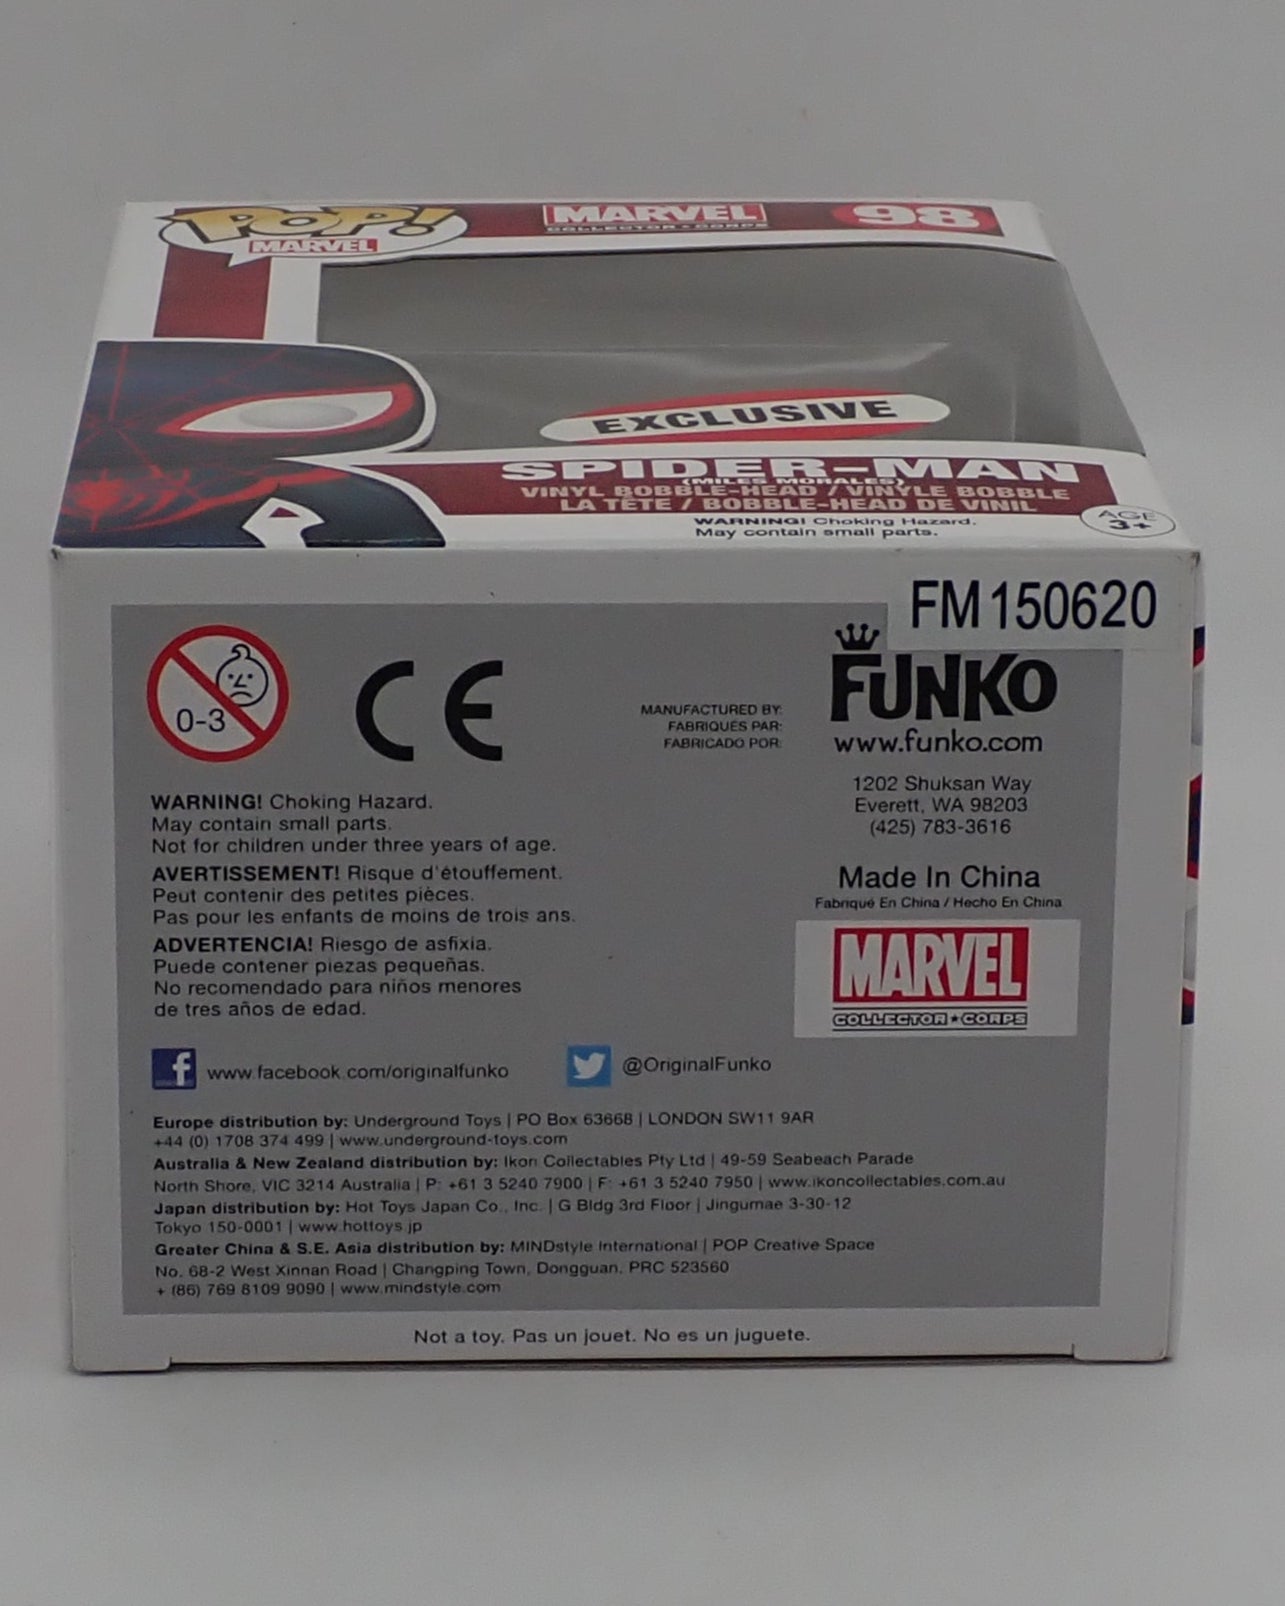 POP!
MARVEL
MARVEL
COLLECTOR★CORPS
98
EXCLUSIVE
SPIDER-MAN
(MILES MORALES)
VINYL BOBBLE-HEAD / VINYLE BOBBLE
LA TÊTE / BOBBLE-HEAD DE VINIL
WARNING! Choking Hazard.
May contain small parts.
AGE
3+
FM150620
0-3
CE
MANUFACTURED BY:
FABRIQUÉS PAR:
FABRICADO POR:
FUNKO
www.funko.com
1202 Shuksan Way
Everett, WA 98203
(425) 783-3616
Made In China
Fabriqué En China / Hecho En China
MARVEL
COLLECTOR★CORPS
WARNING! Choking Hazard.
May contain small parts.
Not for children under three years of age.
AVERTISSEMENT! Risque d'étouffement.
Peut contenir des petites pièces.
Pas pour les enfants de moins de trois ans.
ADVERTENCIA! Riesgo de asfixia.
Puede contener piezas pequeñas.
No recomendado para niños menores
de tres años de edad.
f www.facebook.com/originalfunko
@OriginalFunko
Europe distribution by: Underground Toys | PO Box 63668 | LONDON SW11 9AR
+44 (0) 1708 374 499 | www.underground-toys.com
Australia & New Zealand distribution by: Ikon Collectables Pty Ltd | 49-59 Seabeach Parade
North Shore, VIC 3214 Australia | P: +61 3 5240 7900 | F: +61 3 5240 7950 | www.ikoncollectables.com.au
Japan distribution by: Hot Toys Japan Co., Inc. | G Bldg 3rd Floor | Jingumae 3-30-12
Tokyo 150-0001 | www.hottoys.jp
Greater China & S.E. Asia distribution by: MINDstyle International | POP Creative Space
No. 68-2 West Xinnan Road | Changping Town, Dongguan, PRC 523560
+ (86) 769 8109 9090 | www.mindstyle.com
Not a toy. Pas un jouet. No es un juguete.